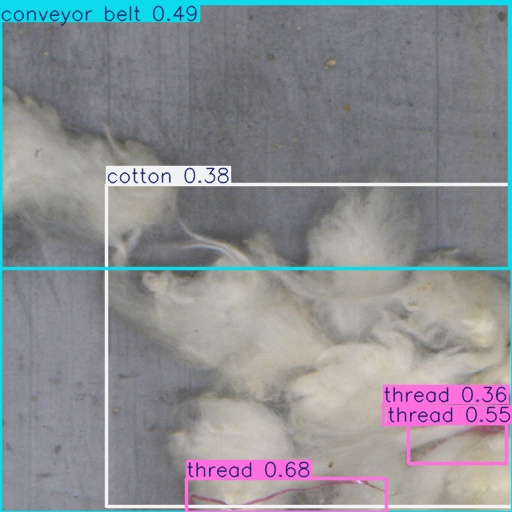 conveyor belt 0.49
cotton 0.38
thread 0.36
thread 0.55
thread 0.68